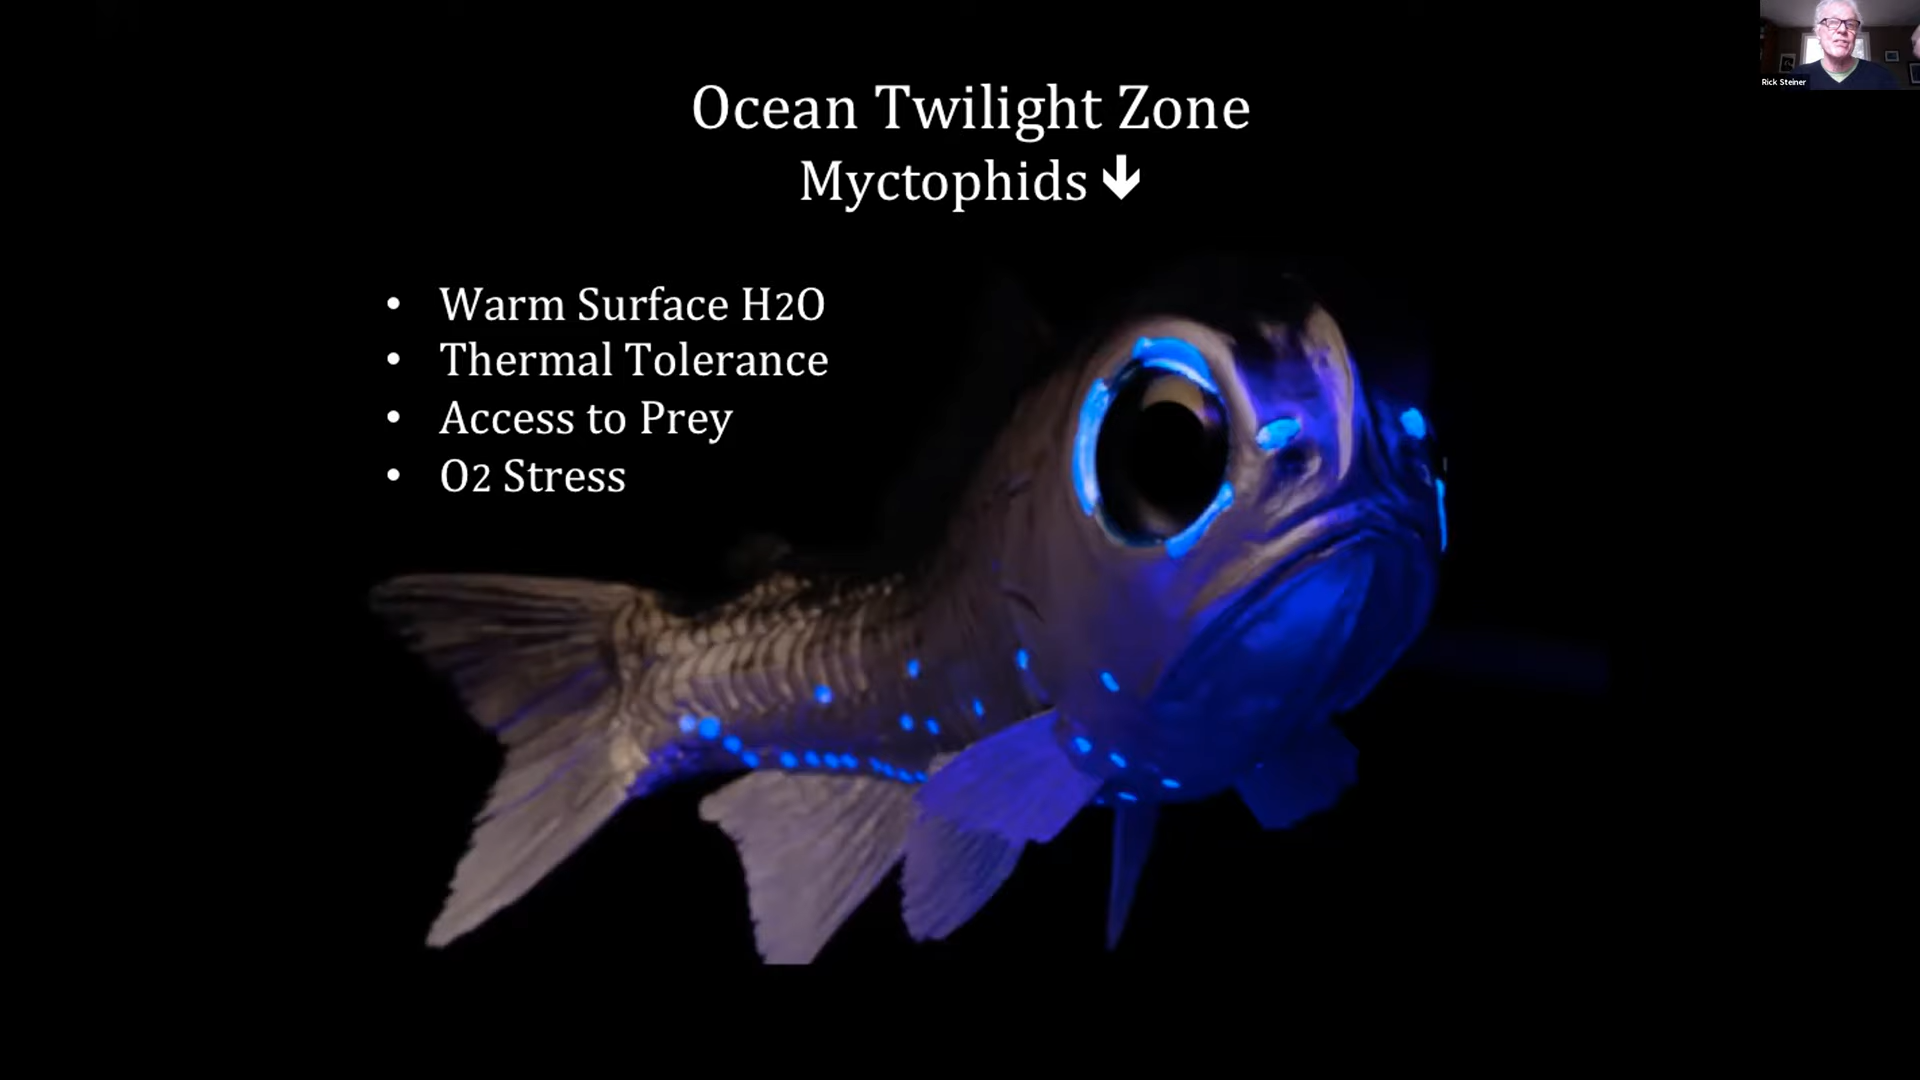 Ocean Twilight Zone
Myctophids ↓
• Warm Surface H2O
• Thermal Tolerance
• Access to Prey
• O2 Stress
Rick Steiner